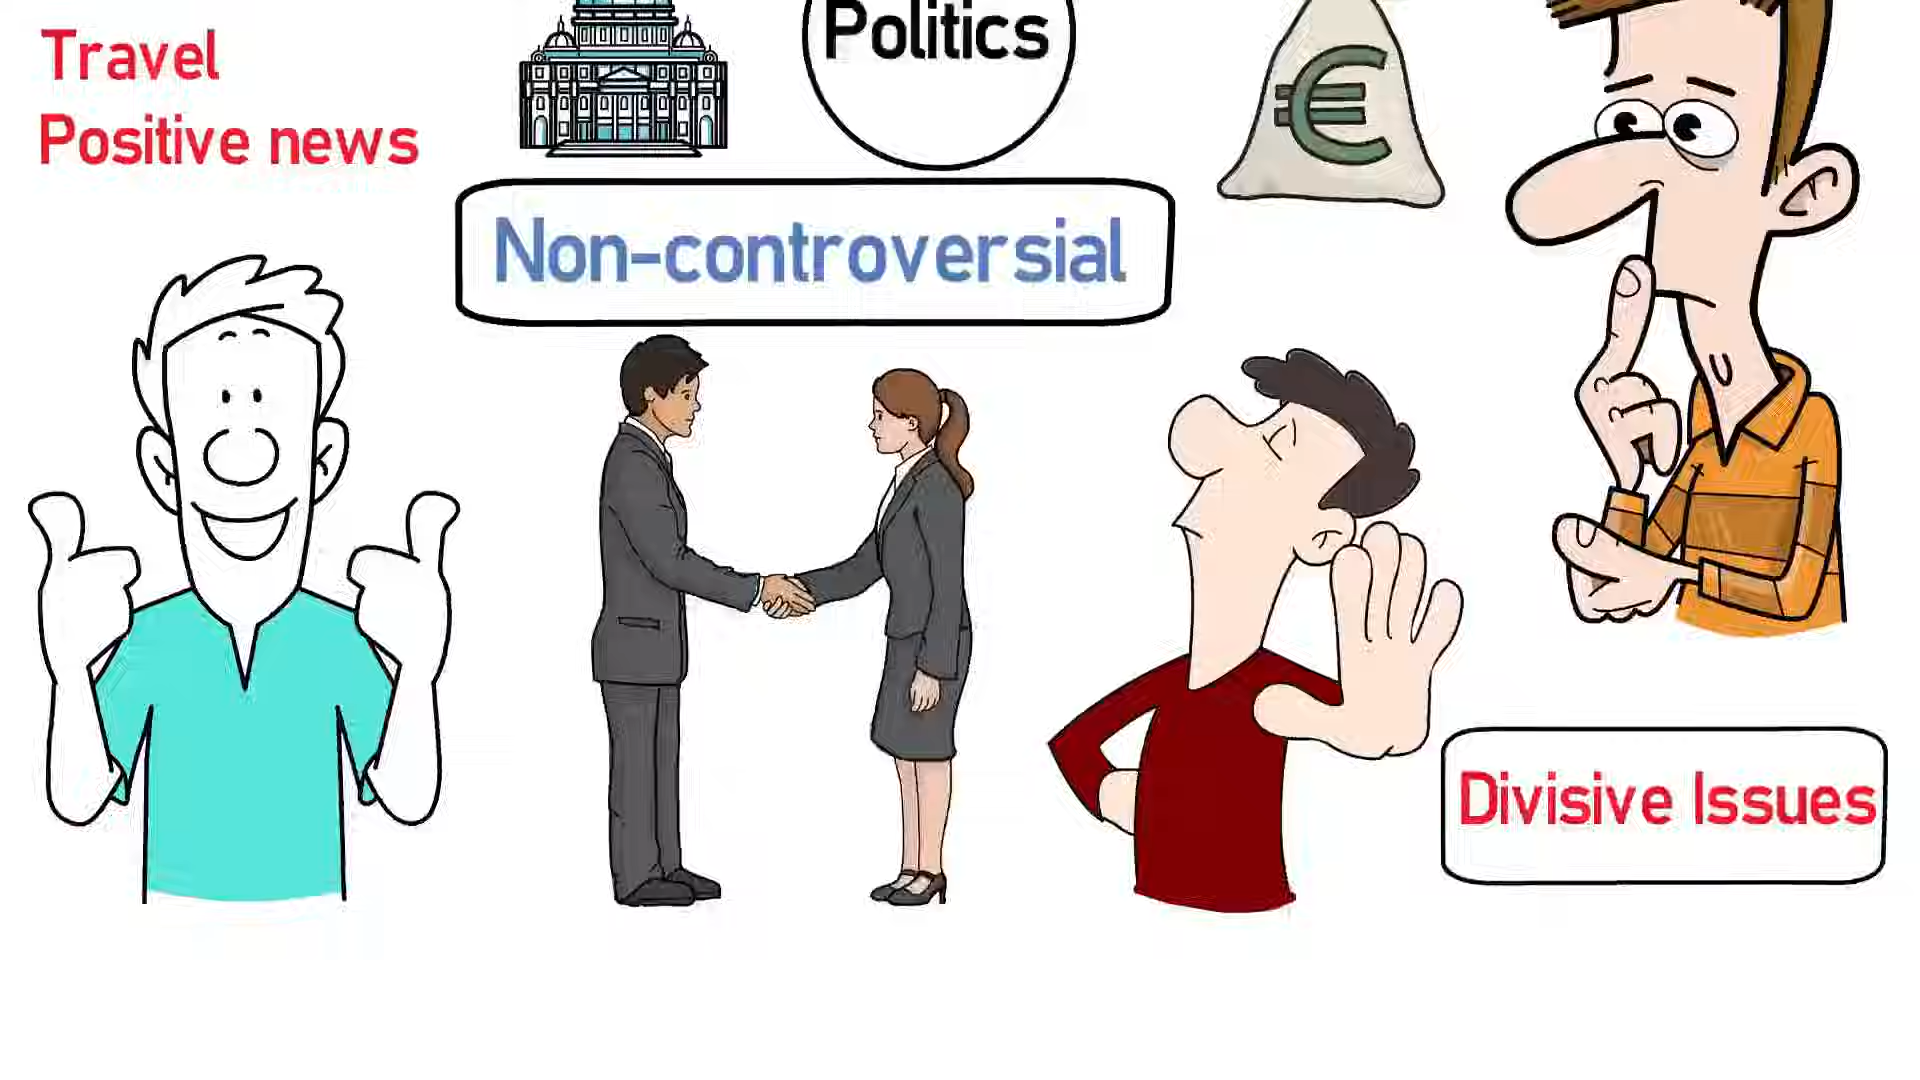 Travel
Positive news
Politics
€
Non-controversial
Divisive Issues